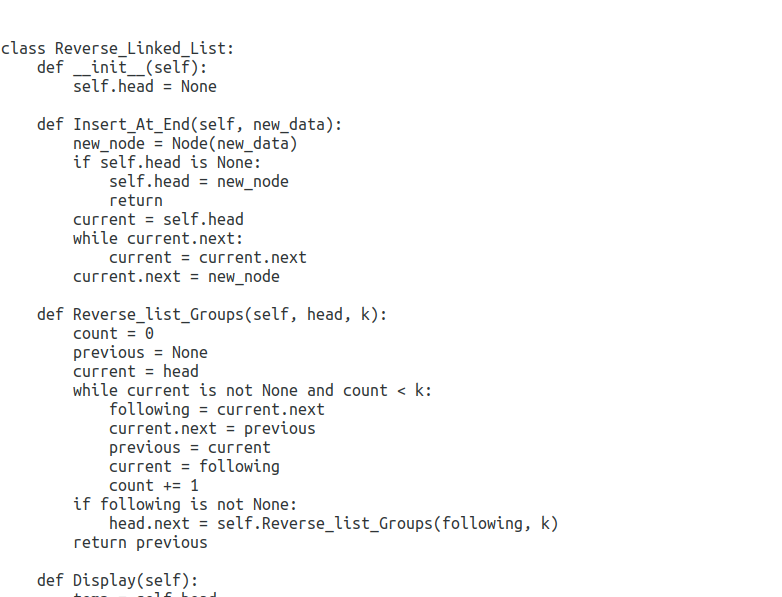 class Reverse_Linked_List:
    def __init__(self):
        self.head = None

    def Insert_At_End(self, new_data):
        new_node = Node(new_data)
        if self.head is None:
            self.head = new_node
            return
        current = self.head
        while current.next:
            current = current.next
        current.next = new_node

    def Reverse_list_Groups(self, head, k):
        count = 0
        previous = None
        current = head
        while current is not None and count < k:
            following = current.next
            current.next = previous
            previous = current
            current = following
            count += 1
        if following is not None:
            head.next = self.Reverse_list_Groups(following, k)
        return previous

    def Display(self):